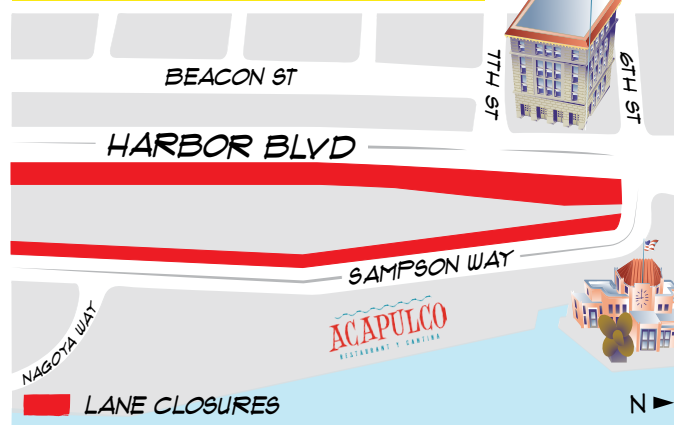 BEACON ST
7TH ST
6TH ST
HARBOR BLVD
SAMPSON WAY
NAGOYA WAY
ACAPULCO
RESTAURANT Y CANTINA
LANE CLOSURES
N